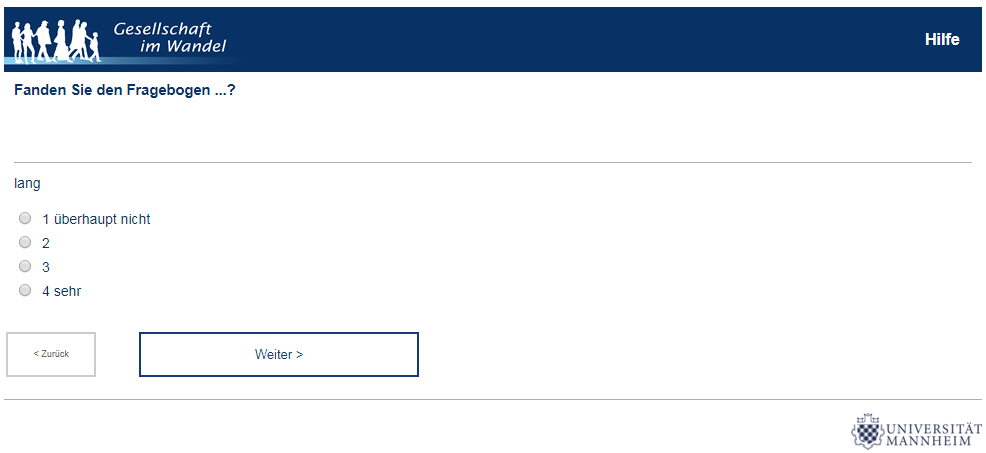 Gesellschaft
im Wandel
Hilfe
Fanden Sie den Fragebogen ...?
lang
1 überhaupt nicht
2
3
4 sehr
< Zurück
Weiter >
UNIVERSITÄT
MANNHEIM